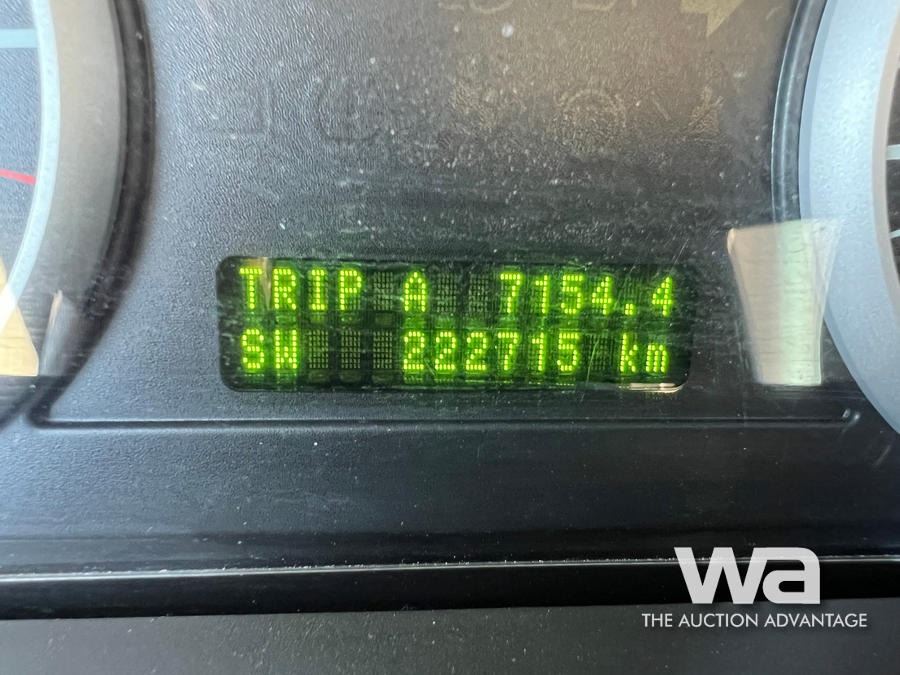 TRIP A 7154.4
SW 222715 km
wa
THE AUCTION ADVANTAGE